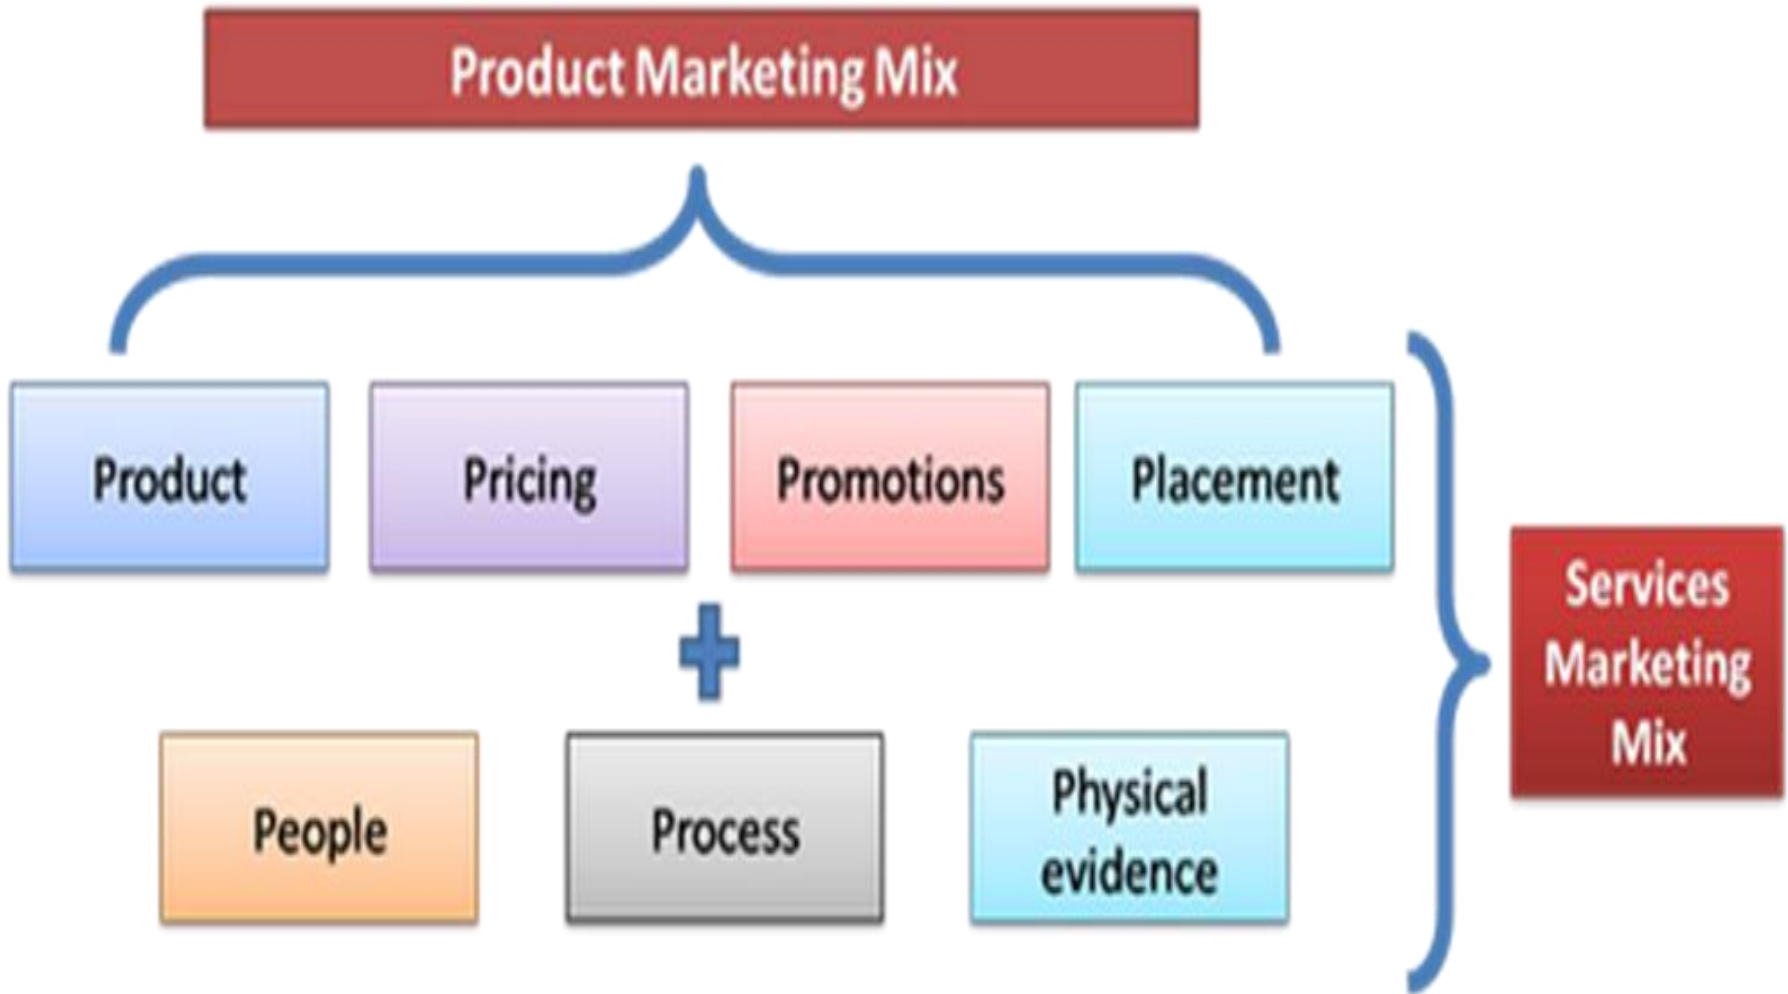 Product Marketing Mix
Product
Pricing
Promotions
Placement
Services
Marketing
Mix
People
Process
Physical
evidence